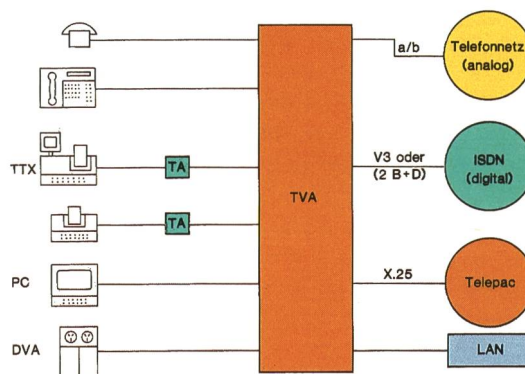 a/b
Telefonnetz
(analog)
TTX
TA
TVA
V3 oder
(2 B+D)
ISDN
(digital)
TA
PC
X.25
Telepac
DVA
LAN